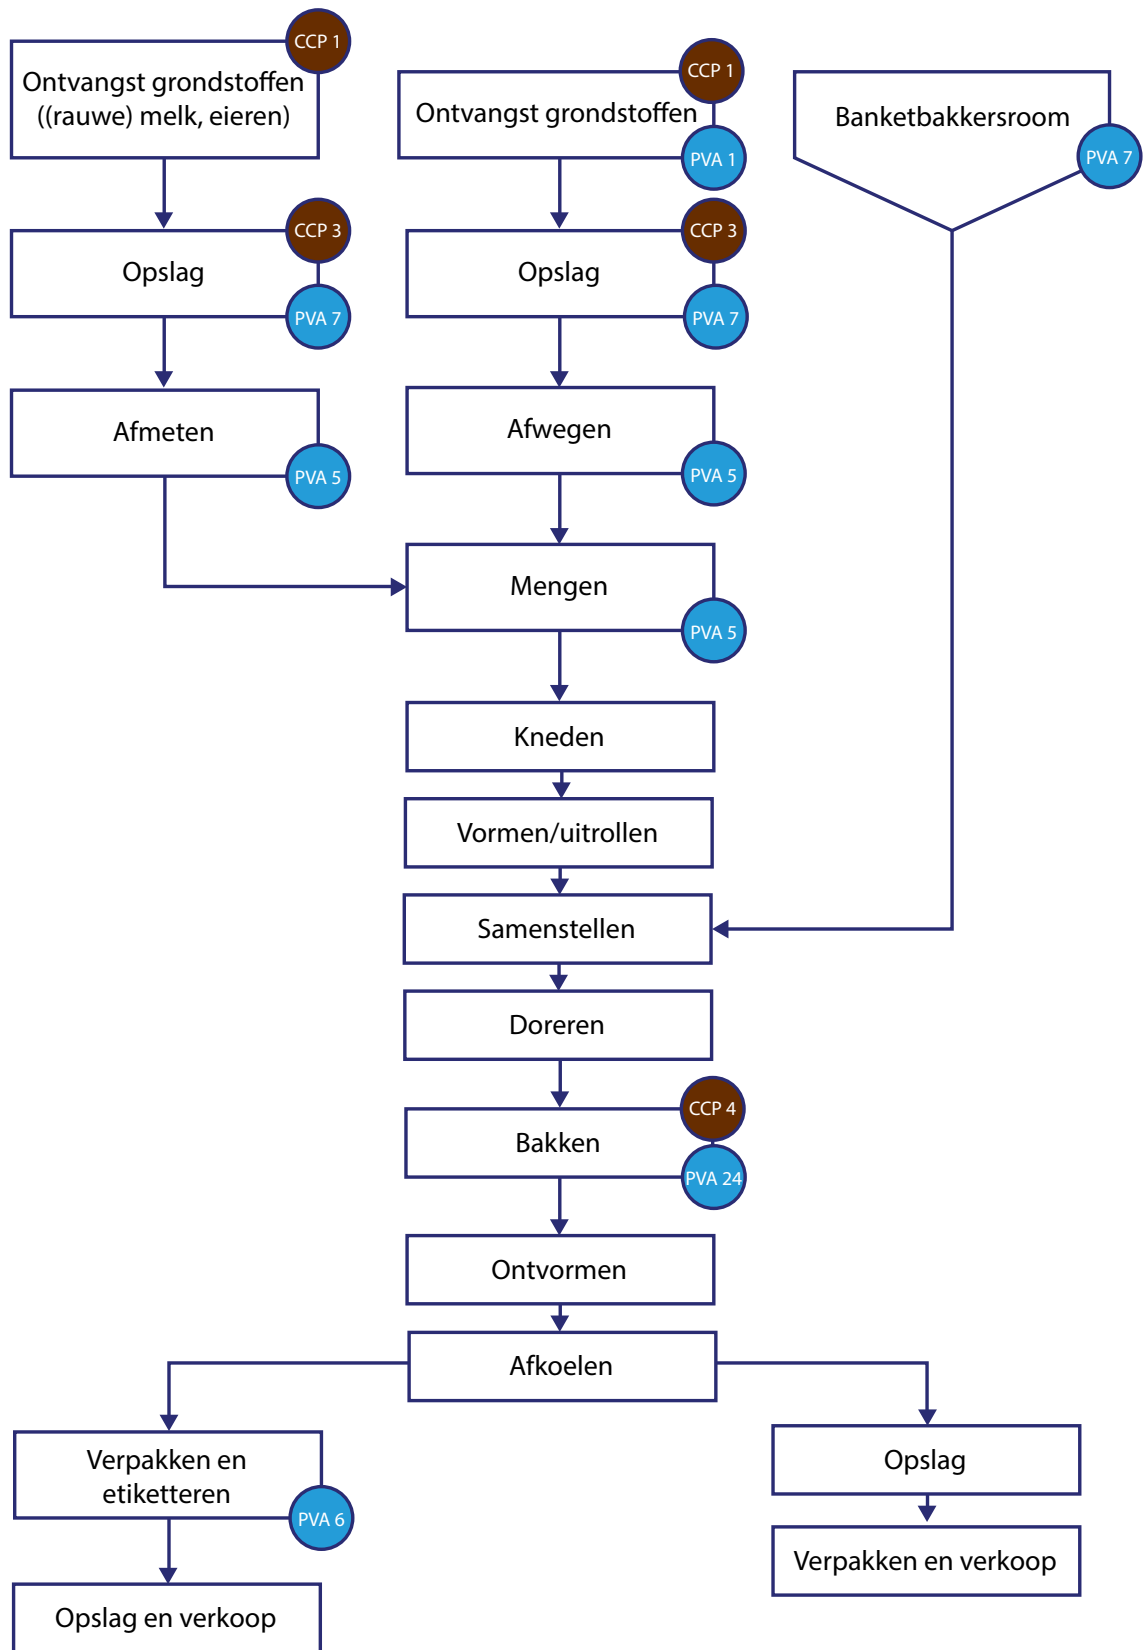 CCP 1
Ontvangst grondstoffen
((rauwe) melk, eieren)
CCP 1
Ontvangst grondstoffen
PVA 1
Banketbakkersroom
PVA 7
CCP 3
Opslag
PVA 7
CCP 3
Opslag
PVA 7
Afmeten
PVA 5
Afwegen
PVA 5
Mengen
PVA 5
Kneden
Vormen/uitrollen
Samenstellen
Doreren
CCP 4
Bakken
PVA 24
Ontvormen
Afkoelen
Verpakken en
etiketteren
PVA 6
Opslag en verkoop
Opslag
Verpakken en verkoop